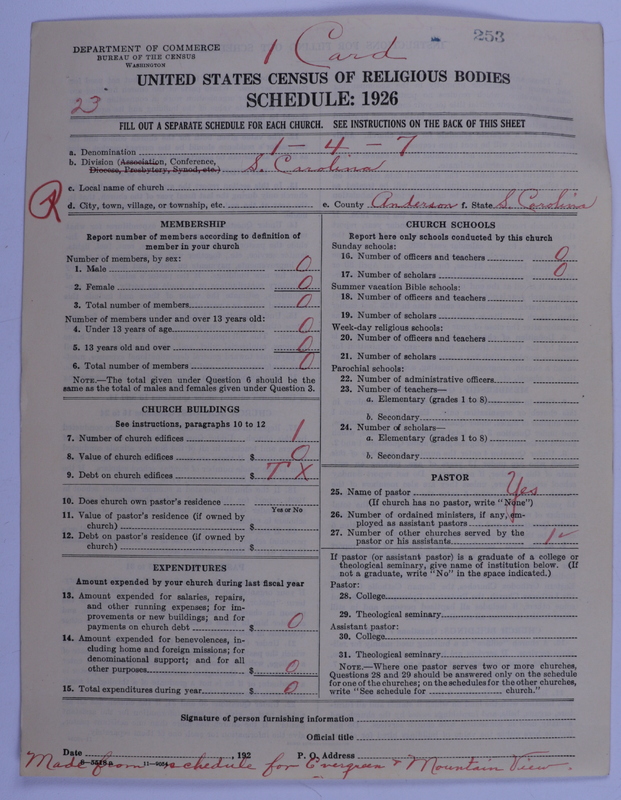 1 Card
253
DEPARTMENT OF COMMERCE
BUREAU OF THE CENSUS
WASHINGTON
UNITED STATES CENSUS OF RELIGIOUS BODIES
23
SCHEDULE: 1926
FILL OUT A SEPARATE SCHEDULE FOR EACH CHURCH. SEE INSTRUCTIONS ON THE BACK OF THIS SHEET
a. Denomination 1-4-7
b. Division (Association, Conference, Diocese, Presbytery, Synod, etc.) S. Carolina
c. Local name of church
R
d. City, town, village, or township, etc. e. County Anderson f. State S. Carolina
MEMBERSHIP
Report number of members according to definition of
member in your church
Number of members, by sex:
1. Male 0
2. Female 0
3. Total number of members 0
Number of members under and over 13 years old:
4. Under 13 years of age 0
5. 13 years old and over 0
6. Total number of members 0
NOTE.—The total given under Question 6 should be the
same as the total of males and females given under Question 3.
CHURCH BUILDINGS
See instructions, paragraphs 10 to 12
7. Number of church edifices 1
8. Value of church edifices $ 0
9. Debt on church edifices $ TX
10. Does church own pastor's residence
Yes or No
11. Value of pastor's residence (if owned by
church) $
12. Debt on pastor's residence (if owned by
church) $
EXPENDITURES
Amount expended by your church during last fiscal year
13. Amount expended for salaries, repairs,
and other running expenses; for im-
provements or new buildings; and for
payments on church debt $ 0
14. Amount expended for benevolences, in-
cluding home and foreign missions; for
denominational support; and for all
other purposes $ 0
15. Total expenditures during year $ 0
CHURCH SCHOOLS
Report here only schools conducted by this church
Sunday schools:
16. Number of officers and teachers 0
17. Number of scholars 0
Summer vacation Bible schools:
18. Number of officers and teachers
19. Number of scholars
Week-day religious schools:
20. Number of officers and teachers
21. Number of scholars
Parochial schools:
22. Number of administrative officers
23. Number of teachers—
a. Elementary (grades 1 to 8)
b. Secondary
24. Number of scholars—
a. Elementary (grades 1 to 8)
b. Secondary
PASTOR
25. Name of pastor Yes
(If church has no pastor, write "None")
26. Number of ordained ministers, if any, em-
ployed as assistant pastors
27. Number of other churches served by the
pastor or his assistants 1
If pastor (or assistant pastor) is a graduate of a college or
theological seminary, give name of institution below. (If
not a graduate, write "No" in the space indicated.)
Pastor:
28. College
29. Theological seminary
Assistant pastor:
30. College
31. Theological seminary
NOTE.—Where one pastor serves two or more churches,
Questions 28 and 29 should be answered only on the schedule
for one of the churches; on the schedules for the other churches,
write "See schedule for church."
Signature of person furnishing information
Official title
Date , 192 P. O. Address
Made from schedule for Evergreen & Mountain View.